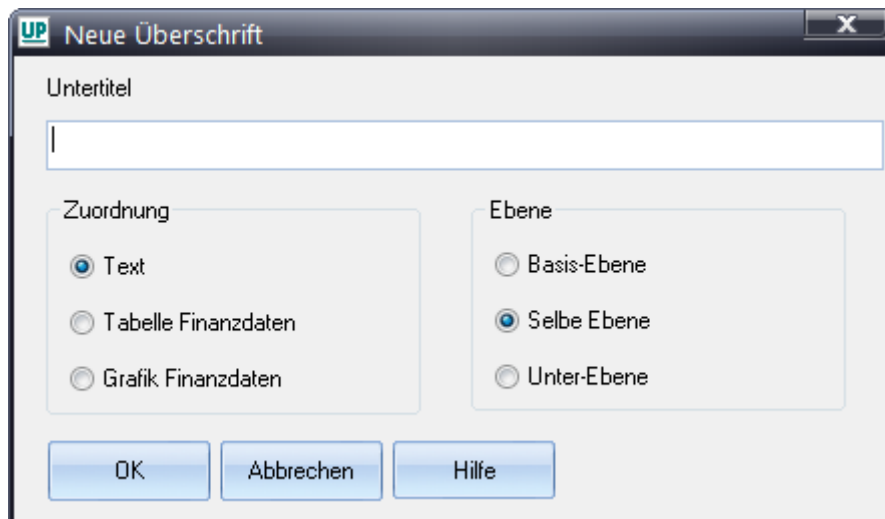 UP Neue Überschrift X
Untertitel
Zuordnung
Text
Tabelle Finanzdaten
Grafik Finanzdaten
Ebene
Basis-Ebene
Selbe Ebene
Unter-Ebene
OK Abbrechen Hilfe